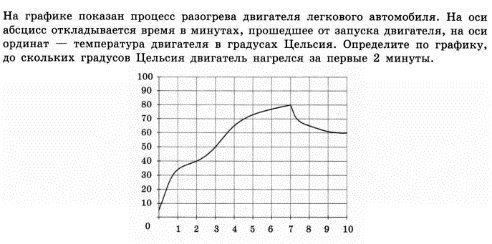 На графике показан процесс разогрева двигателя легкового автомобиля. На оси
абсцисс откладывается время в минутах, прошедшее от запуска двигателя, на оси
ординат — температура двигателя в градусах Цельсия. Определите по графику,
до скольких градусов Цельсия двигатель нагрелся за первые 2 минуты.
100
90
80
70
60
50
40
30
20
10
0 1 2 3 4 5 6 7 8 9 10